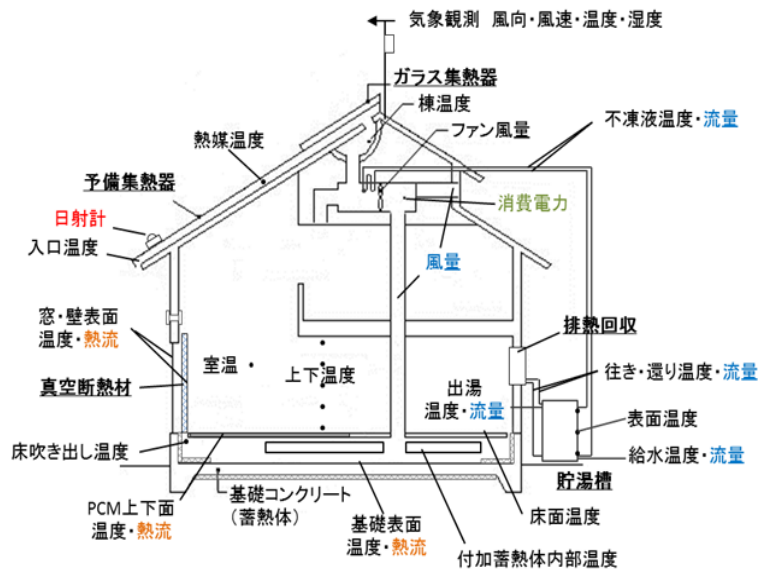 気象観測 風向・風速・温度・湿度
ガラス集熱器
棟温度
ファン風量
不凍液温度・流量
熱媒温度
予備集熱器
消費電力
日射計
入口温度
風量
窓・壁表面
温度・熱流
排熱回収
室温
上下温度
往き・還り温度・流量
真空断熱材
出湯
温度・流量
表面温度
床吹き出し温度
給水温度・流量
貯湯槽
PCM上下面
温度・熱流
基礎コンクリート
（蓄熱体）
基礎表面
温度・熱流
床面温度
付加蓄熱体内部温度